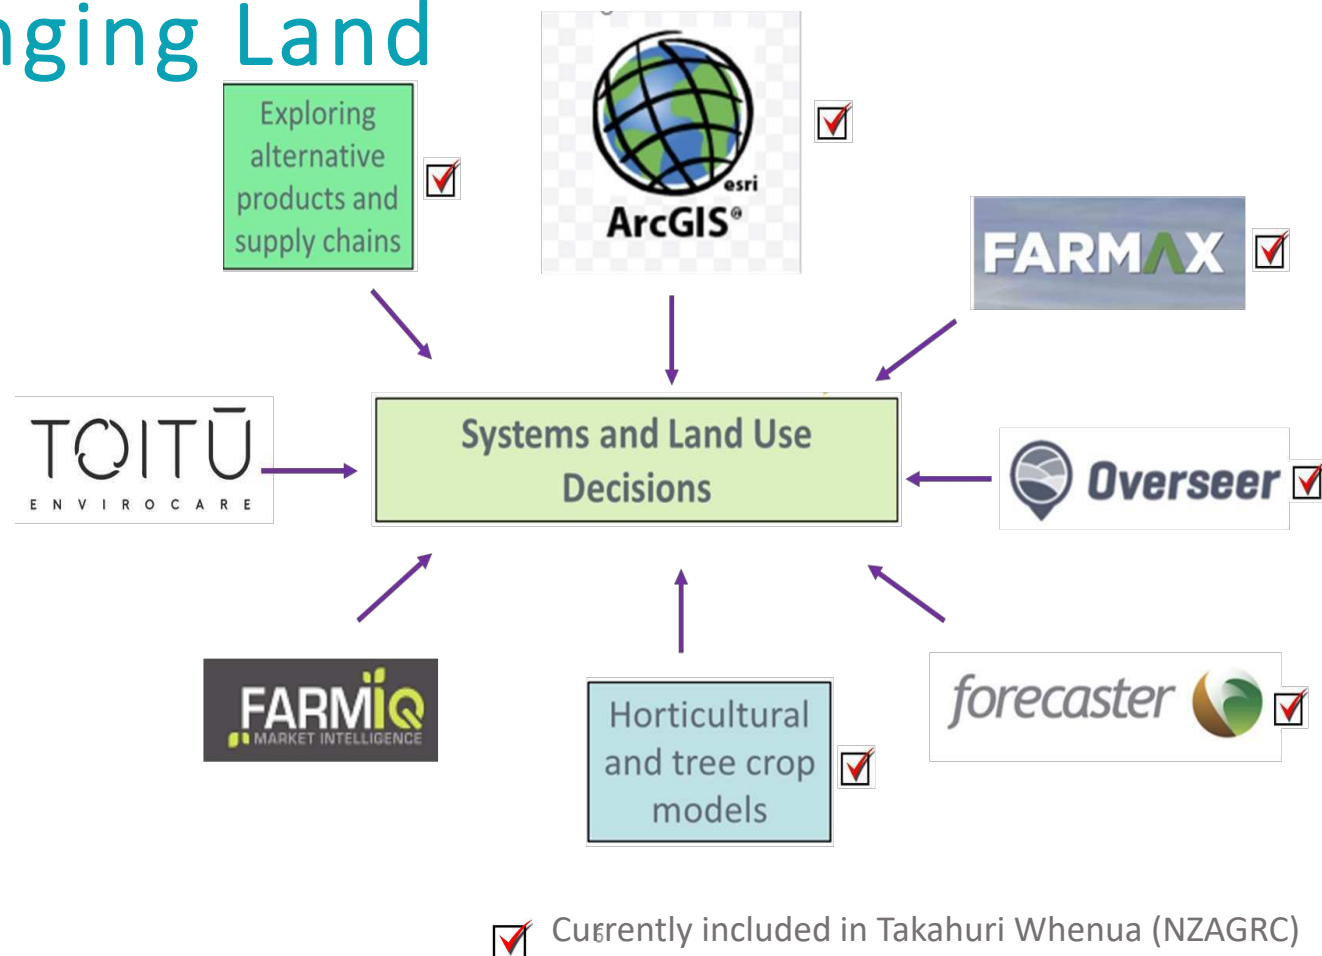 nging Land
Exploring
alternative
products and
supply chains
esri
ArcGIS®
FARMAX
TOITŪ
ENVIROCARE
Systems and Land Use
Decisions
Overseer
FARMIQ
MARKET INTELLIGENCE
Horticultural
and tree crop
models
forecaster
Currently included in Takahuri Whenua (NZAGRC)
6